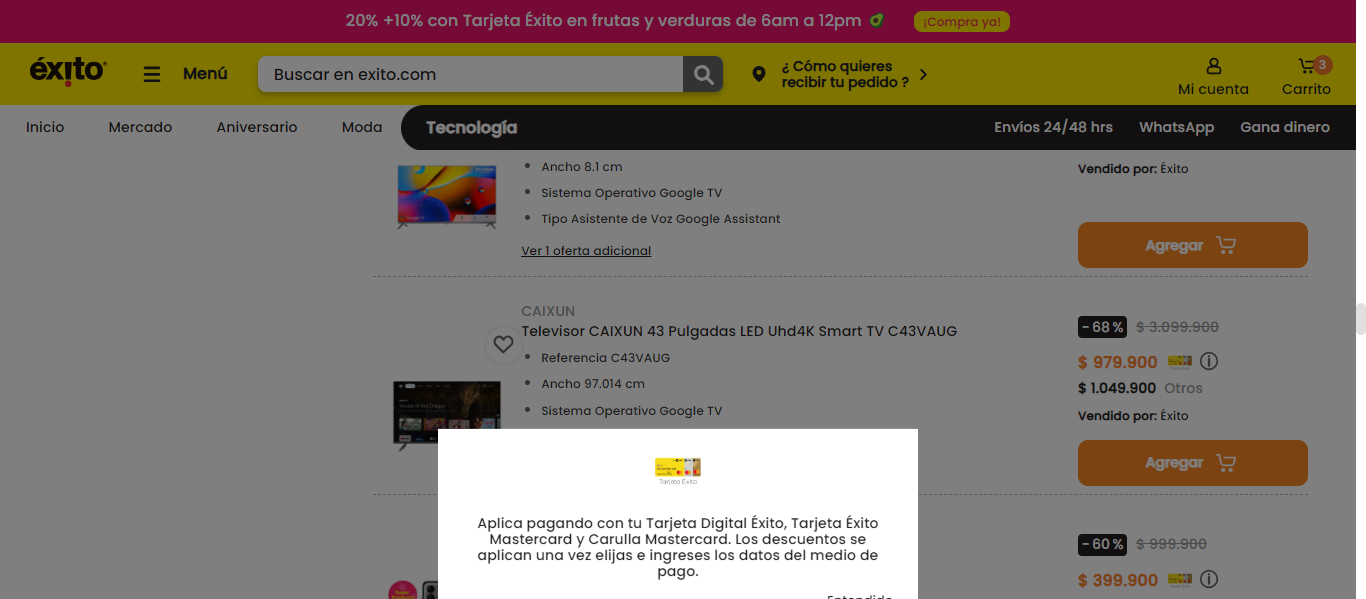 20% +10% con Tarjeta Éxito en frutas y verduras de 6am a 12pm
¡Compra ya!
éxito
Menú
Buscar en exito.com
¿ Cómo quieres
recibir tu pedido ?
Mi cuenta
3
Carrito
Inicio
Mercado
Aniversario
Moda
Tecnología
Envíos 24/48 hrs
WhatsApp
Gana dinero
Ancho 8.1 cm
Sistema Operativo Google TV
Tipo Asistente de Voz Google Assistant
Ver 1 oferta adicional
Vendido por: Éxito
Agregar
CAIXUN
Televisor CAIXUN 43 Pulgadas LED Uhd4K Smart TV C43VAUG
Referencia C43VAUG
Ancho 97.014 cm
Sistema Operativo Google TV
- 68 % $ 3.099.900
$ 979.900
$ 1.049.900 Otros
Vendido por: Éxito
Agregar
Tarjeta Éxito
Aplica pagando con tu Tarjeta Digital Éxito, Tarjeta Éxito
Mastercard y Carulla Mastercard. Los descuentos se
aplican una vez elijas e ingreses los datos del medio de
pago.
Entendido
- 60 % $ 999.900
$ 399.900